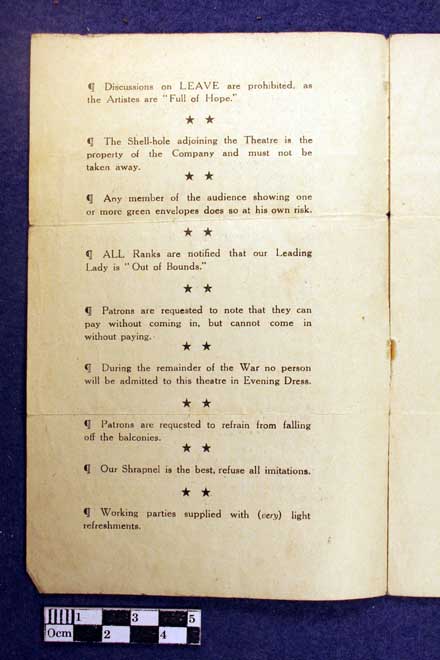 ¶ Discussions on LEAVE are prohibited, as
the Artistes are "Full of Hope."
★ ★
¶ The Shell-hole adjoining the Theatre is the
property of the Company and must not be
taken away.
★ ★
¶ Any member of the audience showing one
or more green envelopes does so at his own risk.
★ ★
¶ ALL Ranks are notified that our Leading
Lady is "Out of Bounds."
★ ★
¶ Patrons are requested to note that they can
pay without coming in, but cannot come in
without paying.
★ ★
¶ During the remainder of the War no person
will be admitted to this theatre in Evening Dress.
★ ★
¶ Patrons are requested to refrain from falling
off the balconies.
★ ★
¶ Our Shrapnel is the best, refuse all imitations.
★ ★
¶ Working parties supplied with (very) light
refreshments.
1 3 5
0cm 2 4